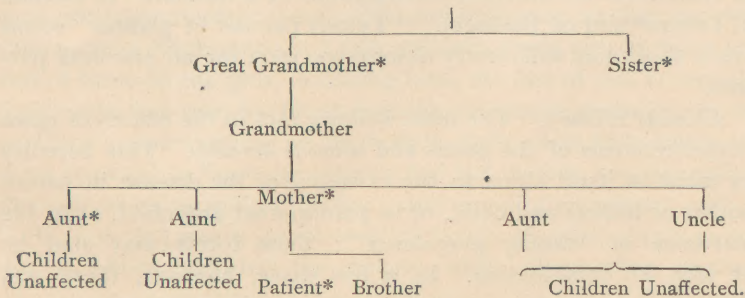 Great Grandmother* Sister*
Grandmother
Mother*
Aunt* Aunt Aunt Uncle
Children Unaffected Children Unaffected Patient* Brother Children Unaffected.